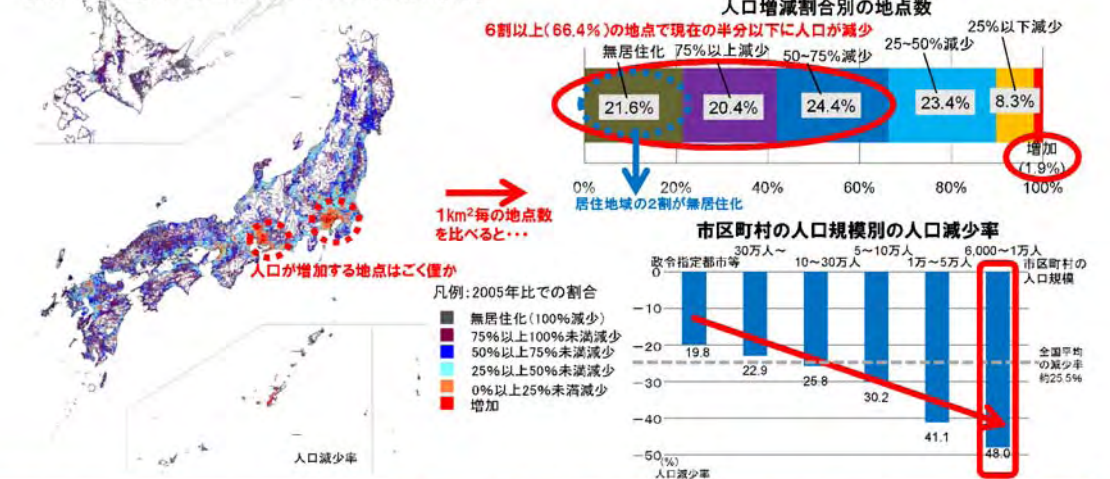 人口増減割合別の地点数
6割以上(66.4%)の地点で現在の半分以下に人口が減少
25%以下減少
無居住化
75%以上減少
50~75%減少
25~50%減少
21.6%
20.4%
24.4%
23.4%
8.3%
増加
(1.9%)
0%
20%
40%
60%
80%
100%
居住地域の2割が無居住化
1km²毎の地点数
を比べると・・・
人口が増加する地点はごく僅か
凡例:2005年比での割合
無居住化(100%減少)
75%以上100%未満減少
50%以上75%未満減少
25%以上50%未満減少
0%以上25%未満減少
増加
人口減少率
市区町村の人口規模別の人口減少率
政令指定都市等
30万人~
10~30万人
5~10万人
1万~5万人
6,000~1万人
市区町村の
人口規模
0
-10
-20
-30
-40
-50
(%)
人口減少率
19.8
22.9
25.8
30.2
41.1
48.0
全国平均
の減少率
約25.5%